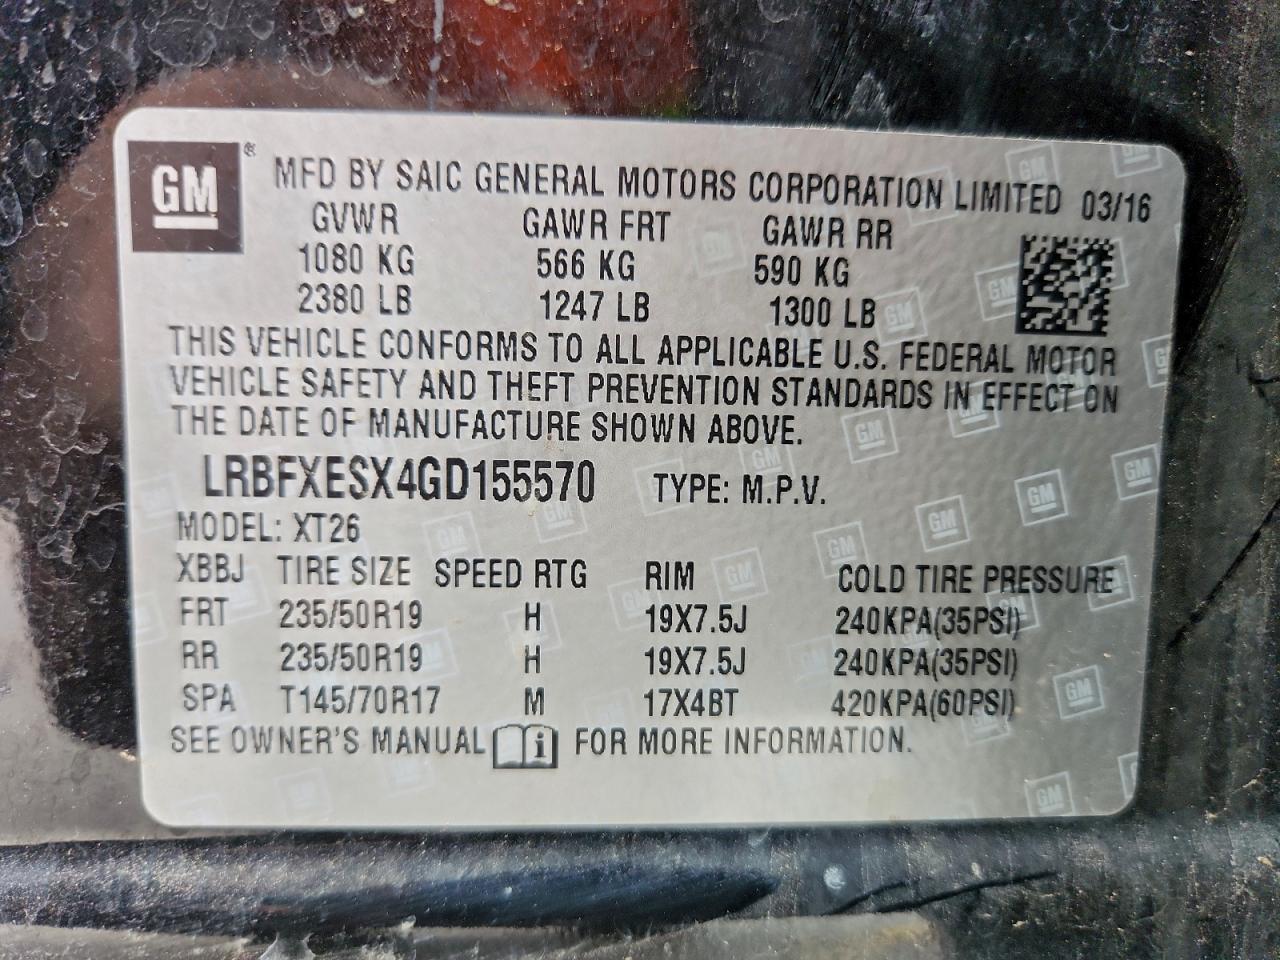 GM ® MFD BY SAIC GENERAL MOTORS CORPORATION LIMITED 03/16
GVWR GAWR FRT GAWR RR
1080 KG 566 KG 590 KG
2380 LB 1247 LB 1300 LB
THIS VEHICLE CONFORMS TO ALL APPLICABLE U.S. FEDERAL MOTOR
VEHICLE SAFETY AND THEFT PREVENTION STANDARDS IN EFFECT ON
THE DATE OF MANUFACTURE SHOWN ABOVE.
LRBFXESX4GD155570 TYPE: M.P.V.
MODEL: XT26
XBBJ TIRE SIZE SPEED RTG RIM COLD TIRE PRESSURE
FRT 235/50R19 H 19X7.5J 240KPA(35PSI)
RR 235/50R19 H 19X7.5J 240KPA(35PSI)
SPA T145/70R17 M 17X4BT 420KPA(60PSI)
SEE OWNER'S MANUAL i FOR MORE INFORMATION.